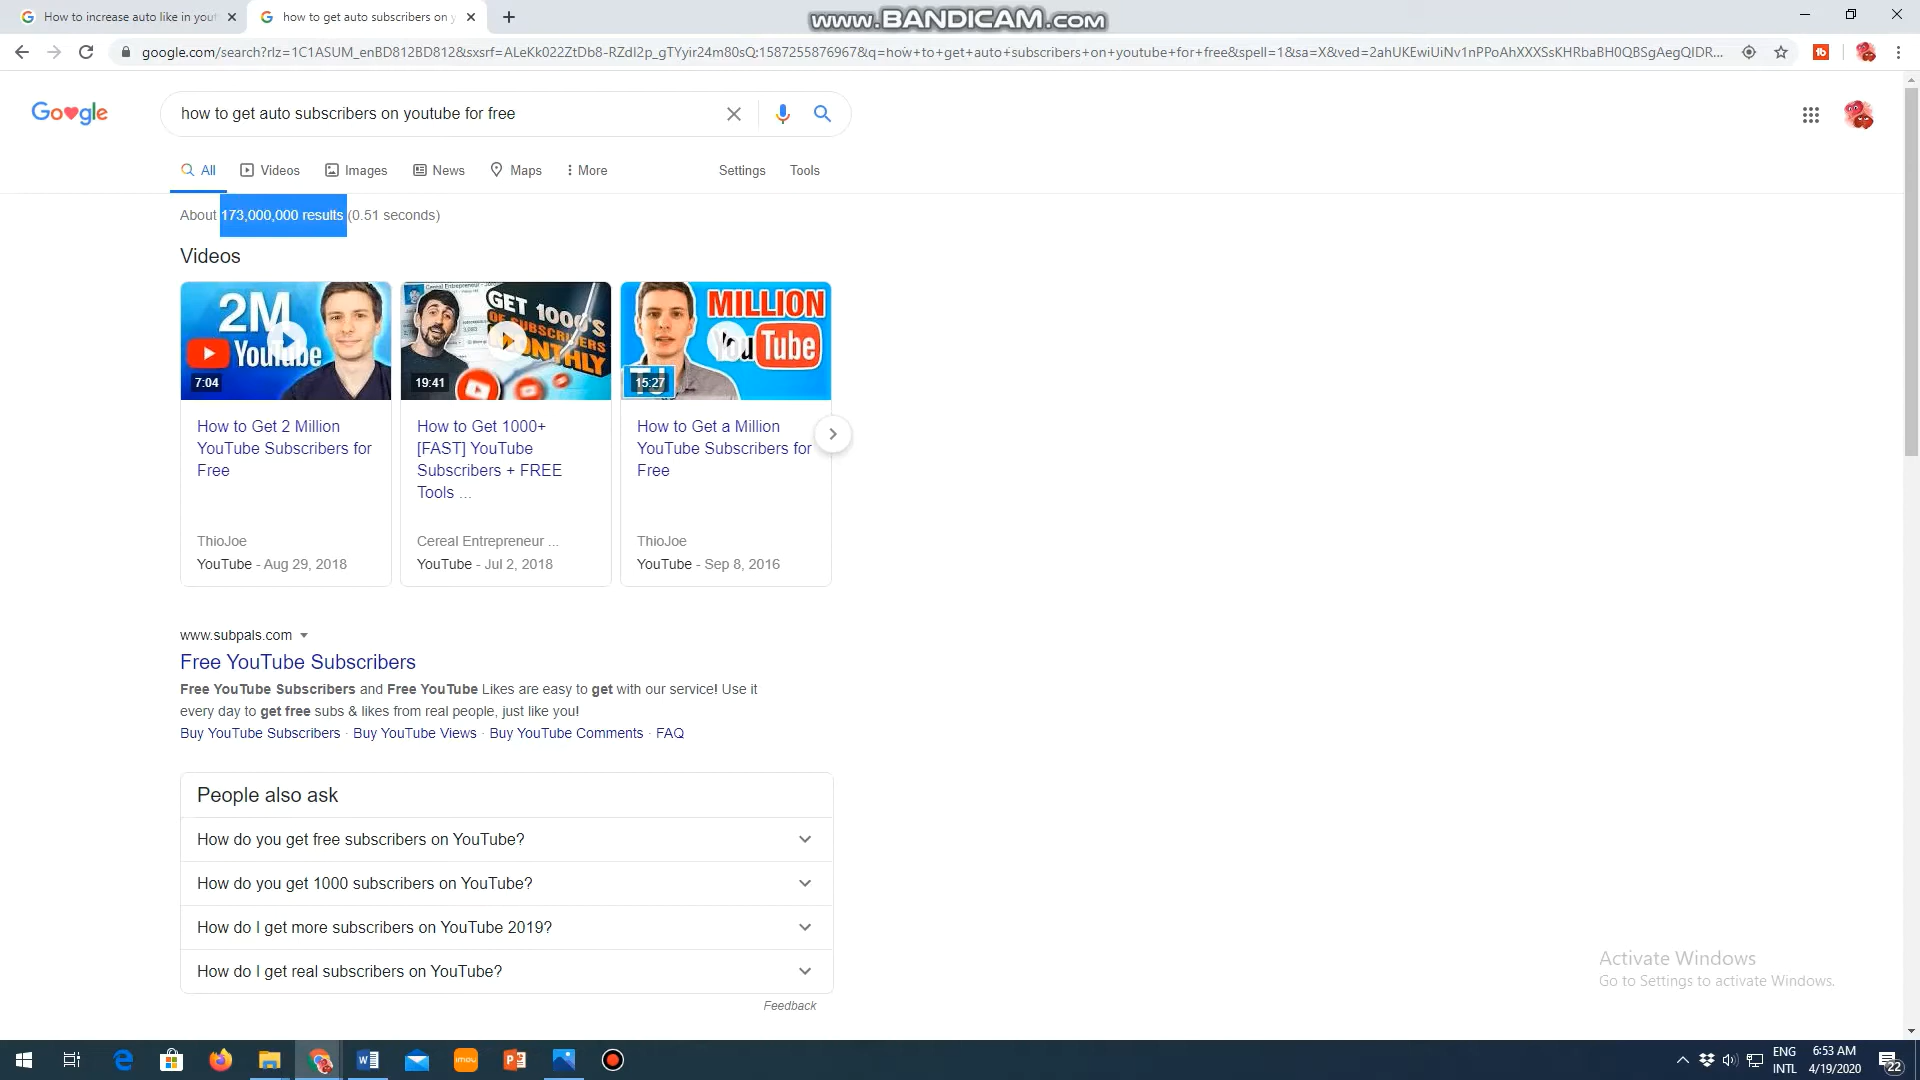 www.BANDICAM.com
How to increase auto like in yout
how to get auto subscribers on y
google.com/search?rlz=1C1ASUM_enBD812BD812&sxsrf=ALeKk022ZtDb8-RZdI2p_gTYyir24m80sQ:1587255876967&q=how+to+get+auto+subscribers+on+youtube+for+free&spell=1&sa=X&ved=2ahUKEwiUiNv1nPPoAhXXXSsKHRbaBH0QBSgAegQIDR...
Google
how to get auto subscribers on youtube for free
All Videos Images News Maps More Settings Tools
About 173,000,000 results (0.51 seconds)
Videos
2M
YouTube
7:04
GET 1000's
OF SUBSCRIBERS
MONTHLY
19:41
MILLION
YouTube
15:27
How to Get 2 Million
YouTube Subscribers for
Free
ThioJoe
YouTube - Aug 29, 2018
How to Get 1000+
[FAST] YouTube
Subscribers + FREE
Tools ...
Cereal Entrepreneur ...
YouTube - Jul 2, 2018
How to Get a Million
YouTube Subscribers for
Free
ThioJoe
YouTube - Sep 8, 2016
www.subpals.com
Free YouTube Subscribers
Free YouTube Subscribers and Free YouTube Likes are easy to get with our service! Use it
every day to get free subs & likes from real people, just like you!
Buy YouTube Subscribers · Buy YouTube Views · Buy YouTube Comments · FAQ
People also ask
How do you get free subscribers on YouTube?
How do you get 1000 subscribers on YouTube?
How do I get more subscribers on YouTube 2019?
How do I get real subscribers on YouTube?
Feedback
Activate Windows
Go to Settings to activate Windows.
imou
ENG
INTL
6:53 AM
4/19/2020
22